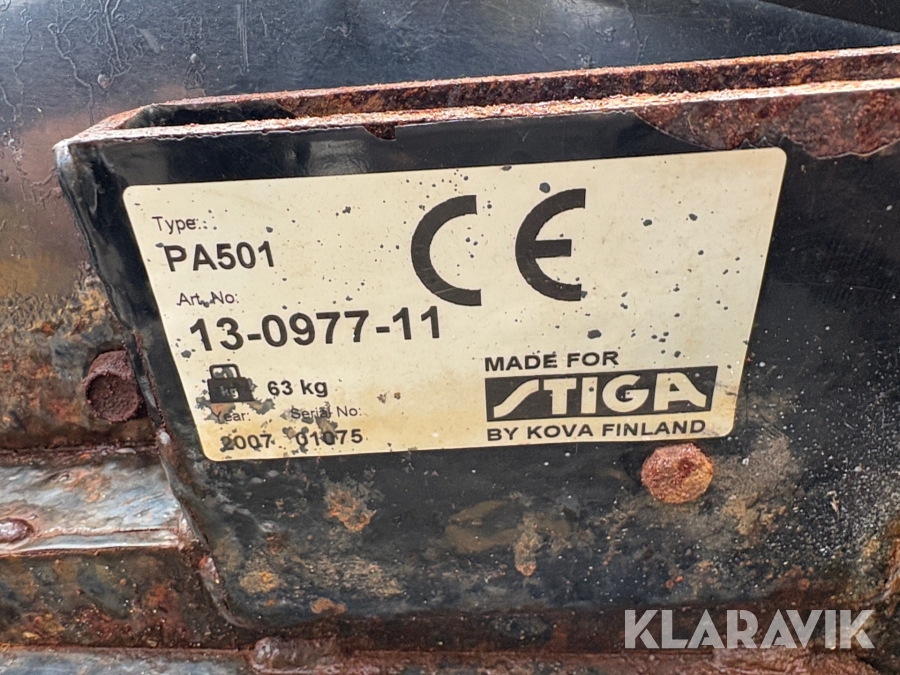 Type:
PA501
CE
Art. No:
13-0977-11
kg 63 kg
MADE FOR
STIGA
BY KOVA FINLAND
Year: Serial No:
2007 01075
KLARAVIK